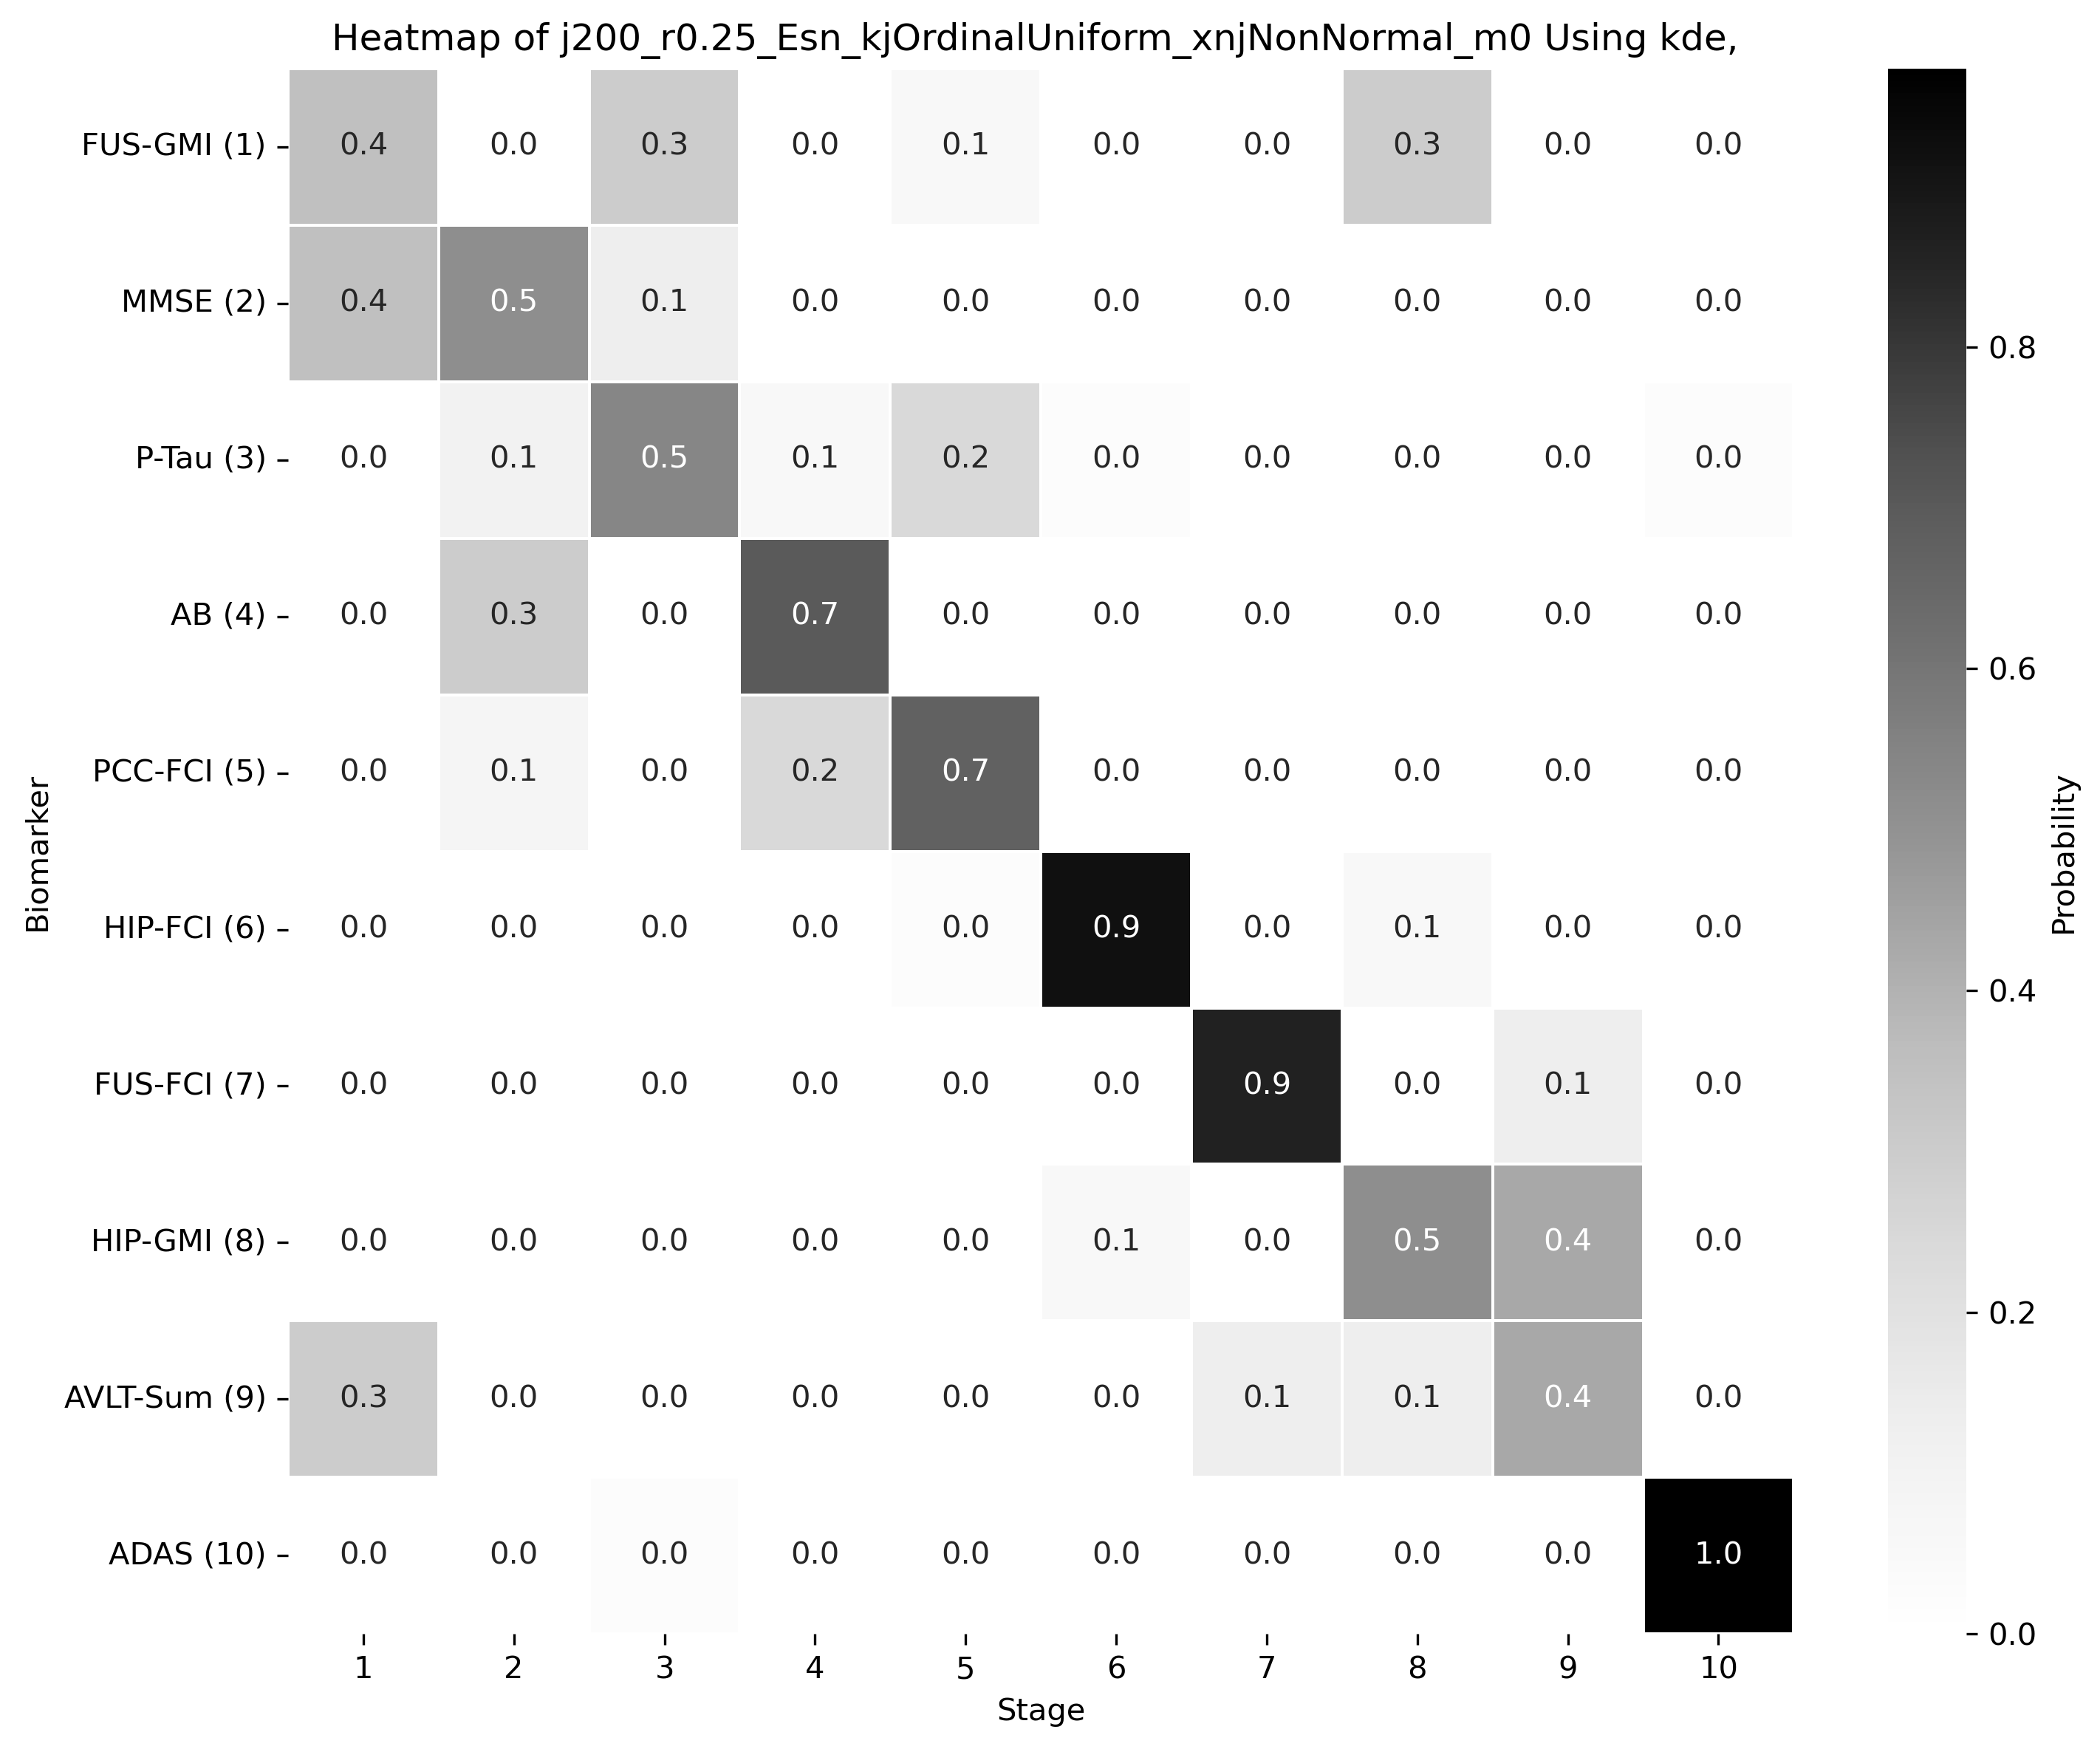 Heatmap of j200_r0.25_Esn_kjOrdinalUniform_xnjNonNormal_m0 Using kde,
FUS-GMI (1) 0.4 0.0 0.3 0.0 0.1 0.0 0.0 0.3 0.0 0.0
MMSE (2) 0.4 0.5 0.1 0.0 0.0 0.0 0.0 0.0 0.0 0.0
P-Tau (3) 0.0 0.1 0.5 0.1 0.2 0.0 0.0 0.0 0.0 0.0
AB (4) 0.0 0.3 0.0 0.7 0.0 0.0 0.0 0.0 0.0 0.0
PCC-FCI (5) 0.0 0.1 0.0 0.2 0.7 0.0 0.0 0.0 0.0 0.0
HIP-FCI (6) 0.0 0.0 0.0 0.0 0.0 0.9 0.0 0.1 0.0 0.0
FUS-FCI (7) 0.0 0.0 0.0 0.0 0.0 0.0 0.9 0.0 0.1 0.0
HIP-GMI (8) 0.0 0.0 0.0 0.0 0.0 0.1 0.0 0.5 0.4 0.0
AVLT-Sum (9) 0.3 0.0 0.0 0.0 0.0 0.0 0.1 0.1 0.4 0.0
ADAS (10) 0.0 0.0 0.0 0.0 0.0 0.0 0.0 0.0 0.0 1.0
1 2 3 4 5 6 7 8 9 10
Stage
Biomarker
0.8
0.6
0.4
0.2
0.0
Probability